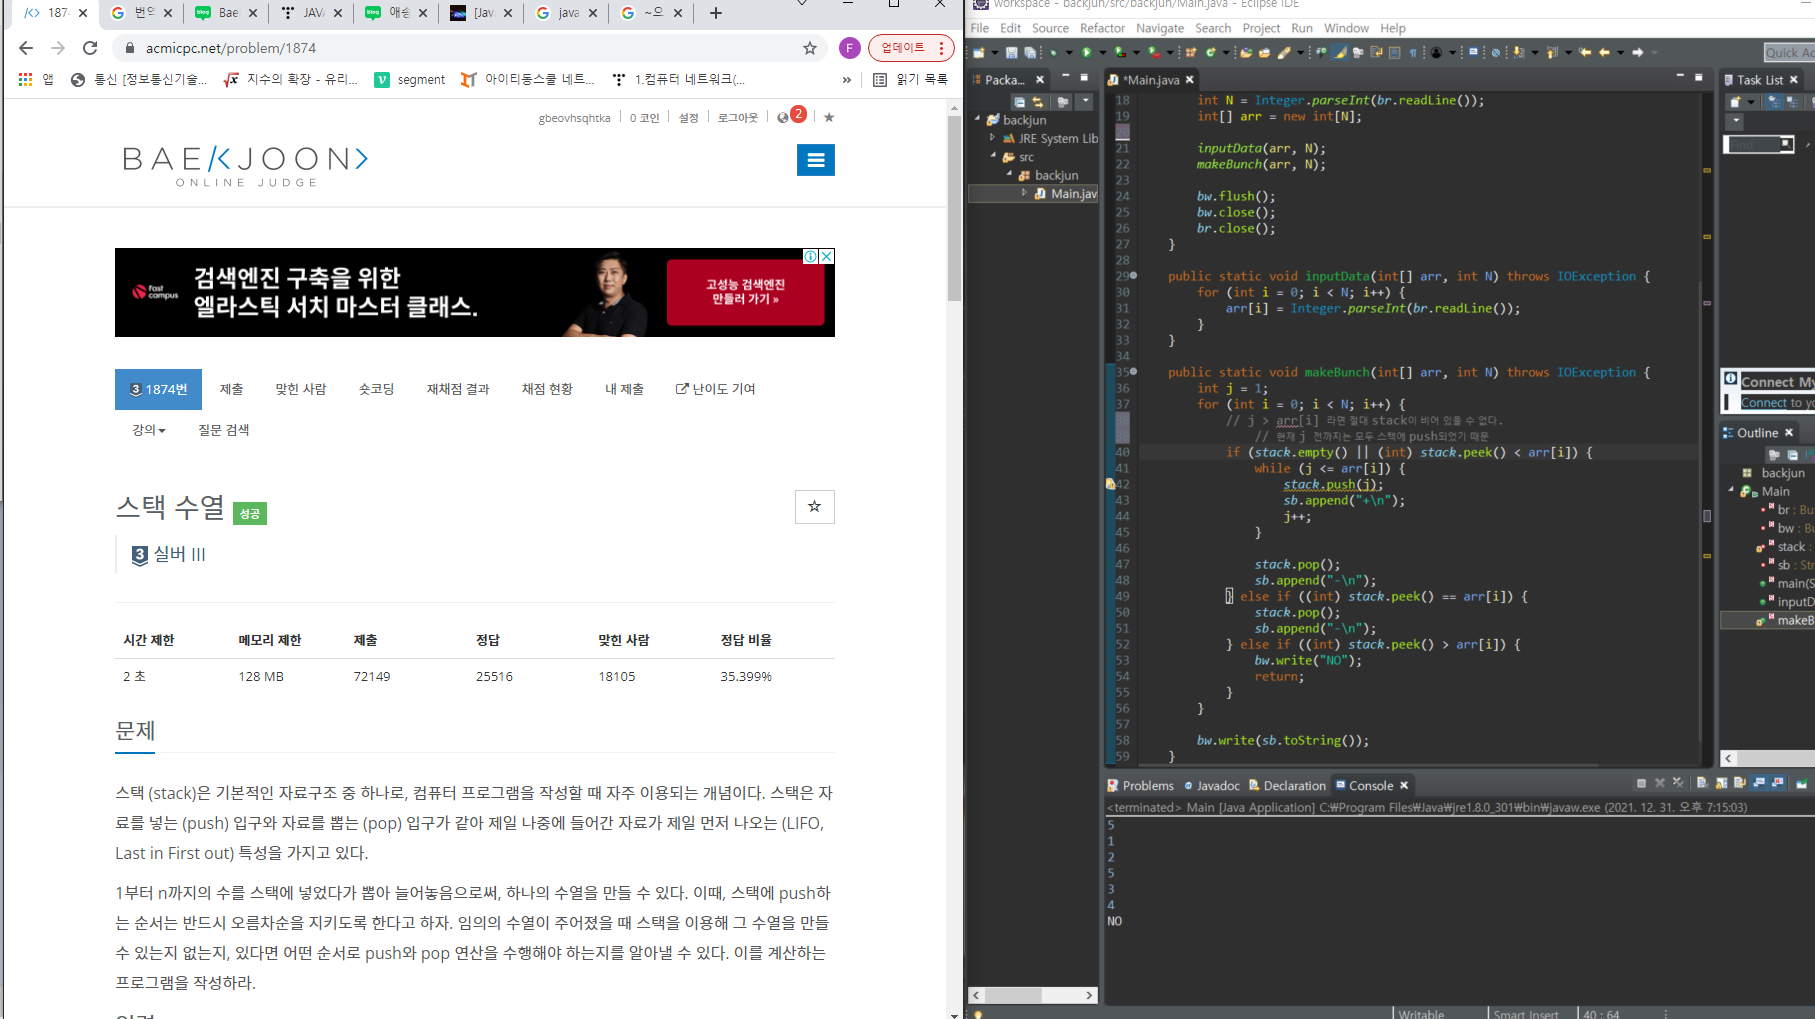 187
번역
Bae
JAVA
애송
[Jav
java
~으
acmicpc.net/problem/1874
F
업데이트
앱
통신 [정보통신기술...
지수의 확장 - 유리...
segment
아이티동스쿨 네트...
1.컴퓨터 네트워크(...
»
읽기 목록
gbeovhsqhtka
0 코인
설정
로그아웃
2
BAE/<JOON>
ONLINE JUDGE
fast campus
검색엔진 구축을 위한
엘라스틱 서치 마스터 클래스.
고성능 검색엔진
만들러 가기 »
3 1874번
제출
맞힌 사람
숏코딩
재채점 결과
채점 현황
내 제출
난이도 기여
강의
질문 검색
스택 수열
성공
3 실버 III
시간 제한 메모리 제한 제출 정답 맞힌 사람 정답 비율
2 초 128 MB 72149 25516 18105 35.399%
문제
스택 (stack)은 기본적인 자료구조 중 하나로, 컴퓨터 프로그램을 작성할 때 자주 이용되는 개념이다. 스택은 자
료를 넣는 (push) 입구와 자료를 뽑는 (pop) 입구가 같아 제일 나중에 들어간 자료가 제일 먼저 나오는 (LIFO,
Last in First out) 특성을 가지고 있다.
1부터 n까지의 수를 스택에 넣었다가 뽑아 늘어놓음으로써, 하나의 수열을 만들 수 있다. 이때, 스택에 push하
는 순서는 반드시 오름차순을 지키도록 한다고 하자. 임의의 수열이 주어졌을 때 스택을 이용해 그 수열을 만들
수 있는지 없는지, 있다면 어떤 순서로 push와 pop 연산을 수행해야 하는지를 알아낼 수 있다. 이를 계산하는
프로그램을 작성하라.
workspace - backjun/src/backjun/Main.java - Eclipse IDE
File Edit Source Refactor Navigate Search Project Run Window Help
Quick Ac
Packa...
backjun
JRE System Lib
src
backjun
Main.jav
*Main.java
18 int N = Integer.parseInt(br.readLine());
19 int[] arr = new int[N];
20
21 inputData(arr, N);
22 makeBunch(arr, N);
23
24 bw.flush();
25 bw.close();
26 br.close();
27 }
28
29 public static void inputData(int[] arr, int N) throws IOException {
30 for (int i = 0; i < N; i++) {
31 arr[i] = Integer.parseInt(br.readLine());
32 }
33 }
34
35 public static void makeBunch(int[] arr, int N) throws IOException {
36 int j = 1;
37 for (int i = 0; i < N; i++) {
// j > arr[i] 라면 절대 stack이 비어 있을 수 없다.
// 현재 j 전까지는 모두 스택에 push되었기 때문
40 if (stack.empty() || (int) stack.peek() < arr[i]) {
41 while (j <= arr[i]) {
42 stack.push(j);
43 sb.append("+\n");
44 j++;
45 }
46
47 stack.pop();
48 sb.append("-\n");
49 } else if ((int) stack.peek() == arr[i]) {
50 stack.pop();
51 sb.append("-\n");
52 } else if ((int) stack.peek() > arr[i]) {
53 bw.write("NO");
54 return;
55 }
56 }
57
58 bw.write(sb.toString());
59 }
Task List
Find
Connect My
Connect to yo
Outline
backjun
Main
br : Bu
bw : Bu
stack :
sb : Str
main(S
inputD
makeB
Problems
Javadoc
Declaration
Console
<terminated> Main [Java Application] C:₩Program Files₩Java₩jre1.8.0_301₩bin₩javaw.exe (2021. 12. 31. 오후 7:15:03)
5
1
2
5
3
4
NO
Writable
Smart Insert
40 : 64